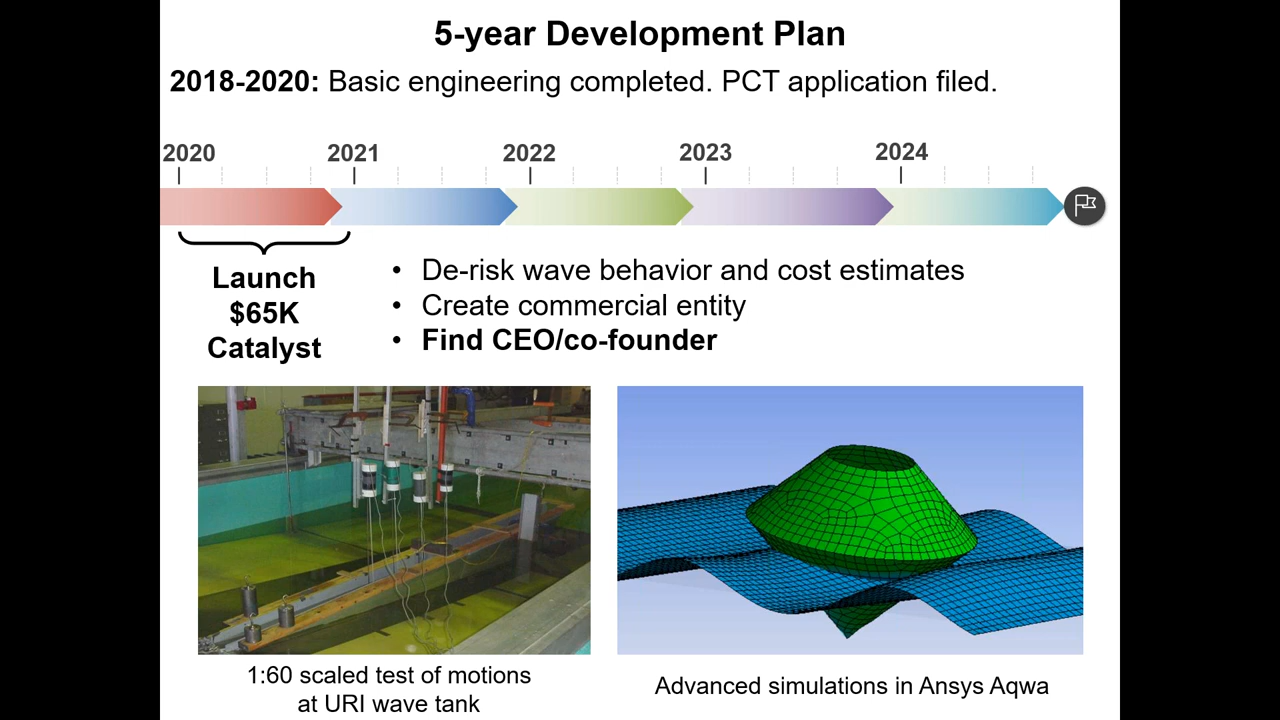 5-year Development Plan
2018-2020: Basic engineering completed. PCT application filed.
2020 2021 2022 2023 2024
Launch
$65K
Catalyst
• De-risk wave behavior and cost estimates
• Create commercial entity
• Find CEO/co-founder
1:60 scaled test of motions
at URI wave tank
Advanced simulations in Ansys Aqwa